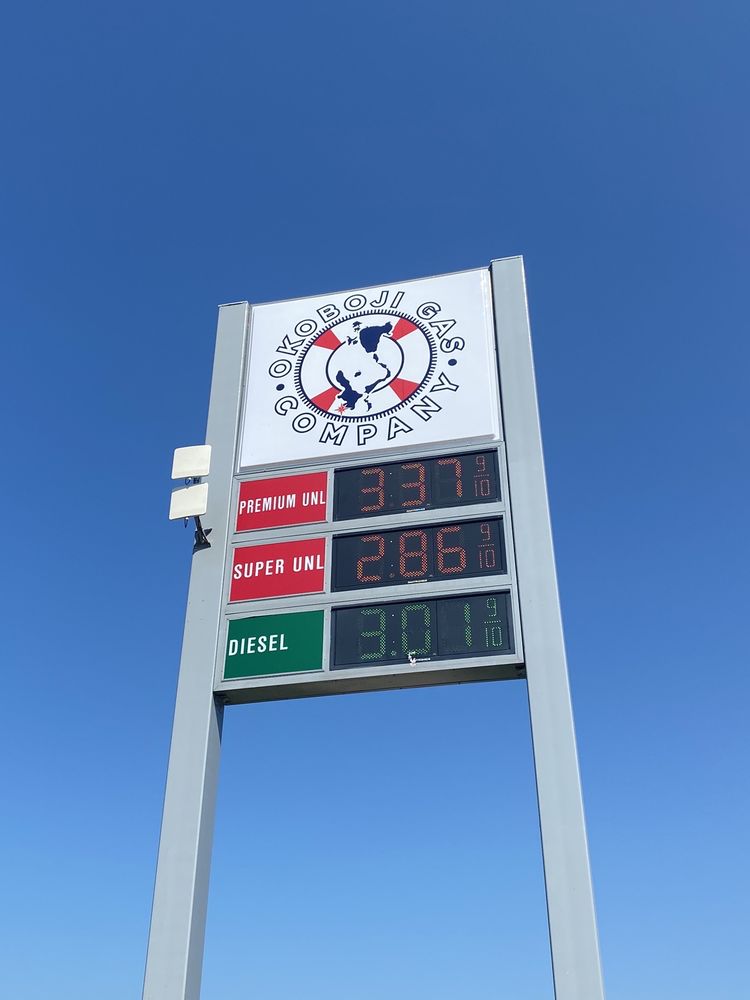 OKOBOJI GAS
COMPANY
PREMIUM UNL 3.37 9/10
SUPER UNL 2.86 9/10
DIESEL 3.01 9/10